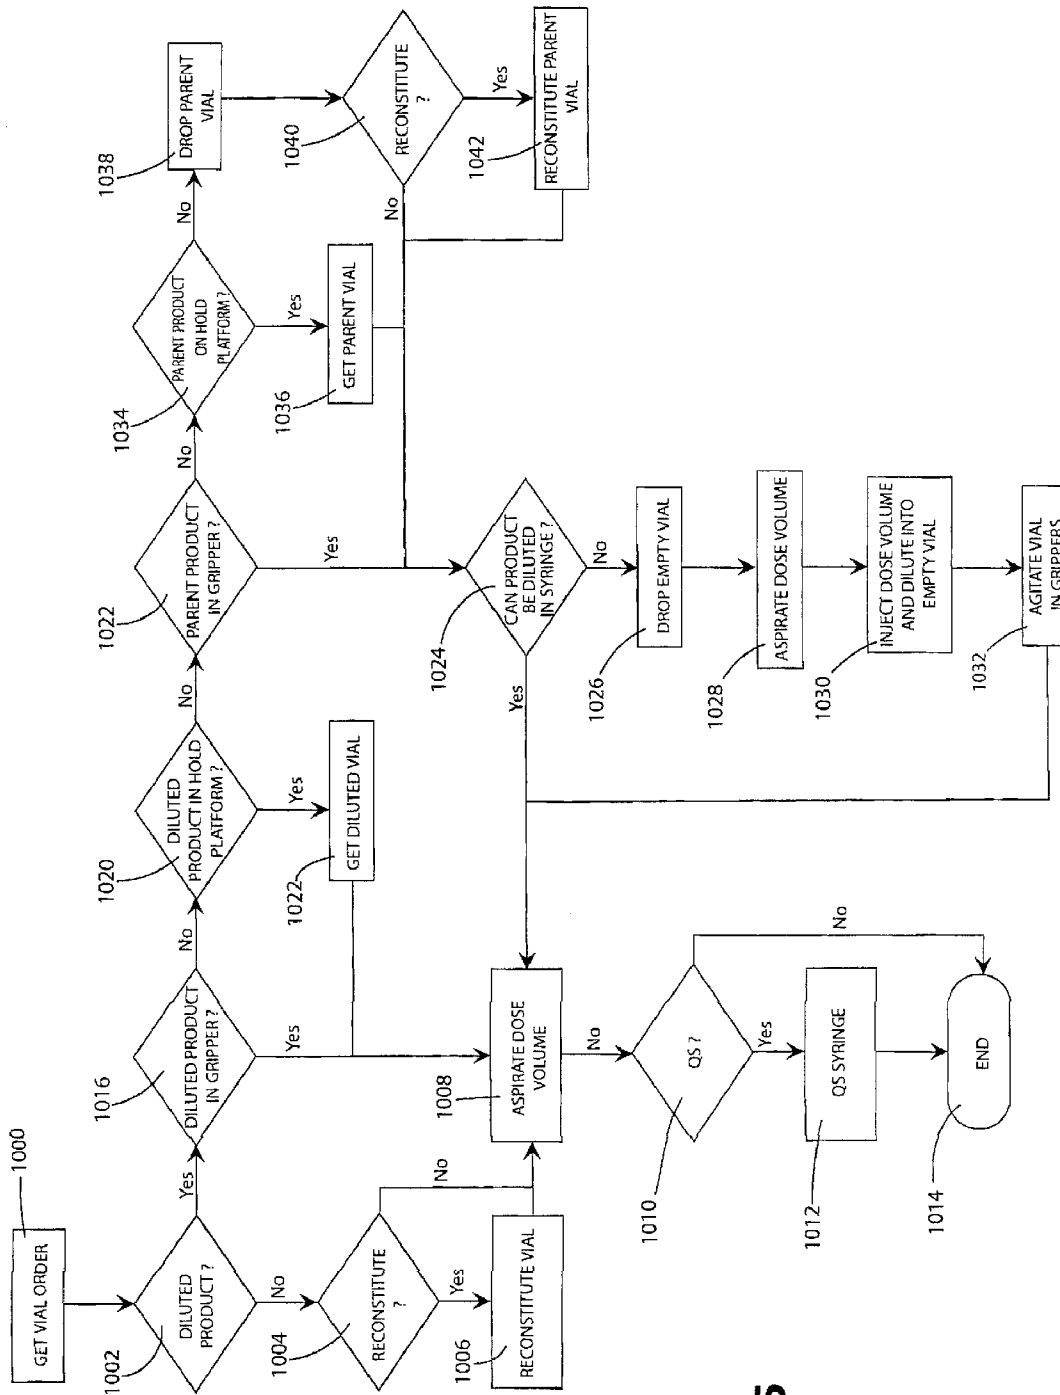 1000
GET VIAL ORDER
1002
DILUTED
PRODUCT ?
Yes
No
1004
RECONSTITUTE
?
Yes
No
1006
RECONSTITUTE VIAL
1016
DILUTED PRODUCT
IN GRIPPER ?
No
Yes
1008
ASPIRATE DOSE
VOLUME
No
1010
QS ?
No
Yes
1012
QS SYRINGE
1014
END
1020
DILUTED
PRODUCT IN HOLD
PLATFORM ?
No
Yes
1022
GET DILUTED VIAL
1022
PARENT PRODUCT
IN GRIPPER ?
No
Yes
1024
CAN PRODUCT
BE DILUTED
IN SYRINGE ?
Yes
No
1026
DROP EMPTY VIAL
1028
ASPIRATE DOSE VOLUME
1030
INJECT DOSE VOLUME
AND DILUTE INTO
EMPTY VIAL
1032
AGITATE VIAL
IN GRIPPERS
1034
PARENT PRODUCT
ON HOLD
PLATFORM ?
No
Yes
1036
GET PARENT VIAL
1038
DROP PARENT
VIAL
1040
RECONSTITUTE
?
No
Yes
1042
RECONSTITUTE PARENT
VIAL